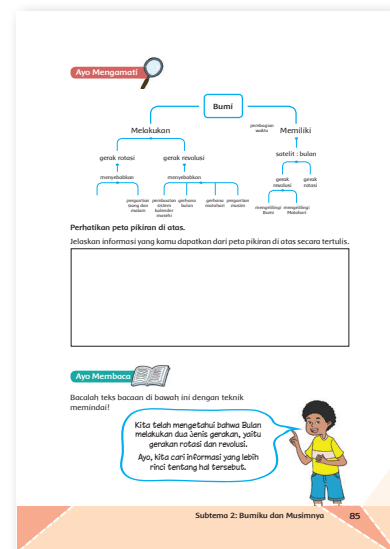 Ayo Mengamati
Bumi
pembagian
waktu
Melakukan
Memiliki
satelit : bulan
gerak rotasi
gerak revolusi
menyebabkan
menyebabkan
gerak
revolusi
gerak
rotasi
pergantian
siang dan
malam
pembuatan
sistem
kalender
masehi
gerhana
bulan
gerhana
matahari
pergantian
musim
mengelilingi
Bumi
mengelilingi
Matahari
Perhatikan peta pikiran di atas.
Jelaskan informasi yang kamu dapatkan dari peta pikiran di atas secara tertulis.
Ayo Membaca
Bacalah teks bacaan di bawah ini dengan teknik
memindai!
Kita telah mengetahui bahwa Bulan
melakukan dua jenis gerakan, yaitu
gerakan rotasi dan revolusi.
Ayo, kita cari informasi yang lebih
rinci tentang hal tersebut.
Subtema 2: Bumiku dan Musimnya
85